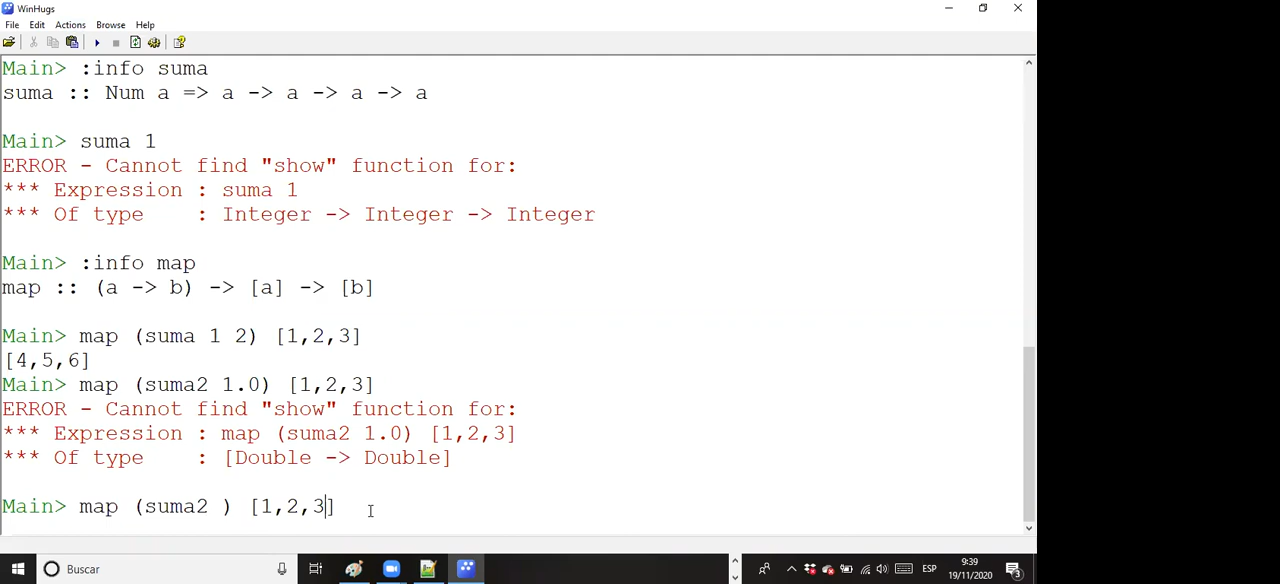 WinHugs
File Edit Actions Browse Help
Main> :info suma
suma :: Num a => a -> a -> a -> a
Main> suma 1
ERROR - Cannot find "show" function for:
*** Expression : suma 1
*** Of type    : Integer -> Integer -> Integer
Main> :info map
map :: (a -> b) -> [a] -> [b]
Main> map (suma 1 2) [1,2,3]
[4,5,6]
Main> map (suma2 1.0) [1,2,3]
ERROR - Cannot find "show" function for:
*** Expression : map (suma2 1.0) [1,2,3]
*** Of type    : [Double -> Double]
Main> map (suma2 ) [1,2,3]
Buscar
ESP
9:39
19/11/2020
3